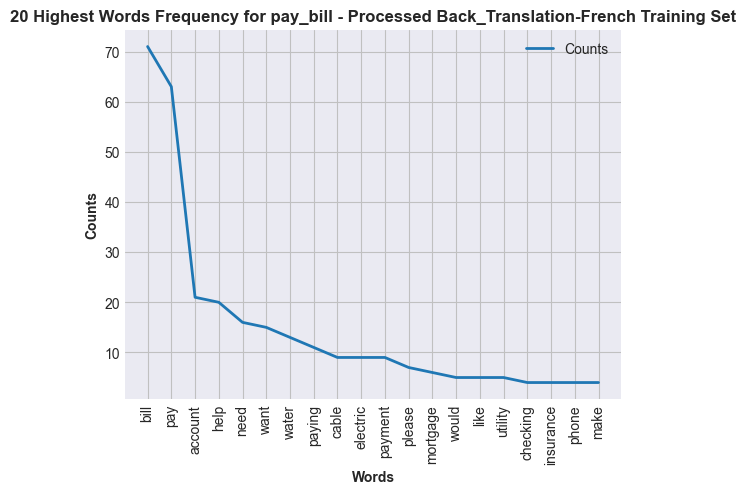 20 Highest Words Frequency for pay_bill - Processed Back_Translation-French Training Set
Counts
70
60
50
40
30
20
10
Counts
bill
pay
account
help
need
want
water
paying
cable
electric
payment
please
mortgage
would
like
utility
checking
insurance
phone
make
Words